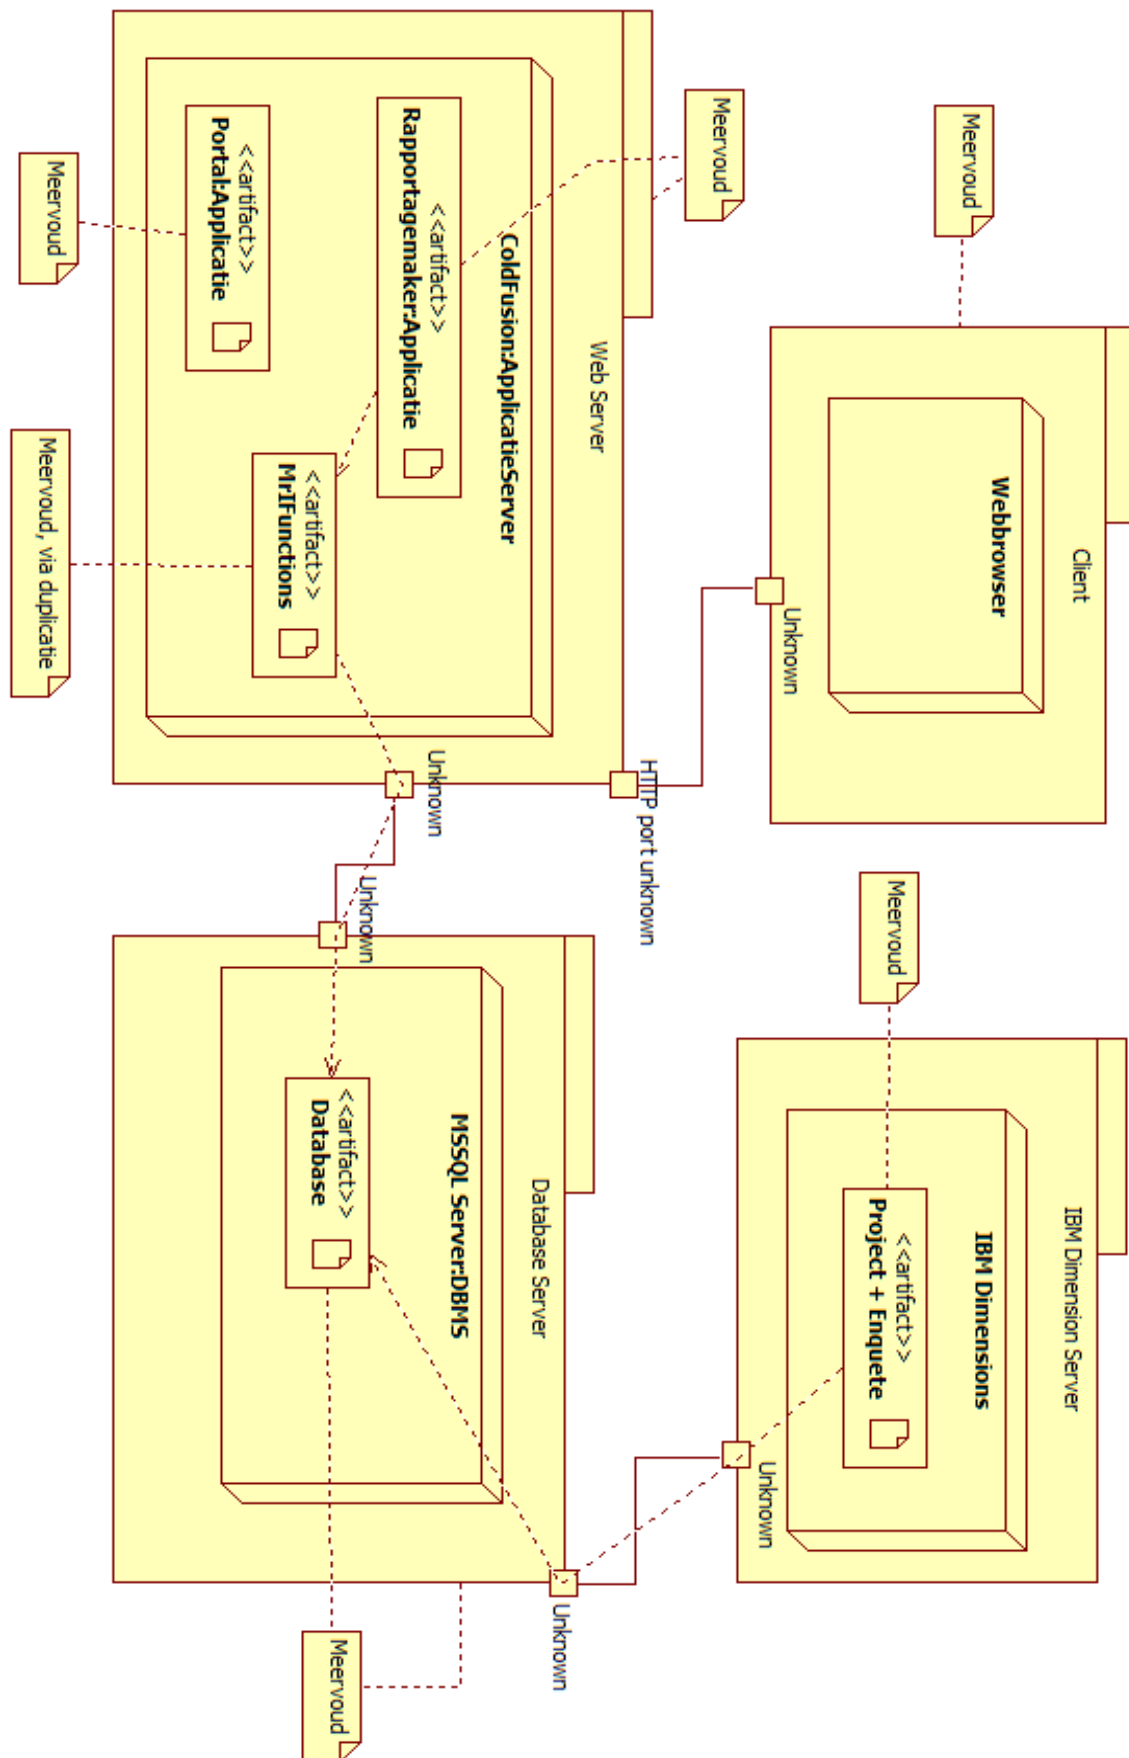 Meervoud
Client
Webbrowser
Unknown
Meervoud
Web Server
HTTP port unknown
ColdFusion:ApplicatieServer
<<artifact>>
Rapportagemaker:Applicatie
<<artifact>>
MrIFunctions
<<artifact>>
Portal:Applicatie
Unknown
Meervoud
Meervoud, via duplicatie
Meervoud
IBM Dimension Server
IBM Dimensions
<<artifact>>
Project + Enquete
Unknown
Database Server
Unknown
MSSQL Server:DBMS
Unknown
<<artifact>>
Database
Meervoud